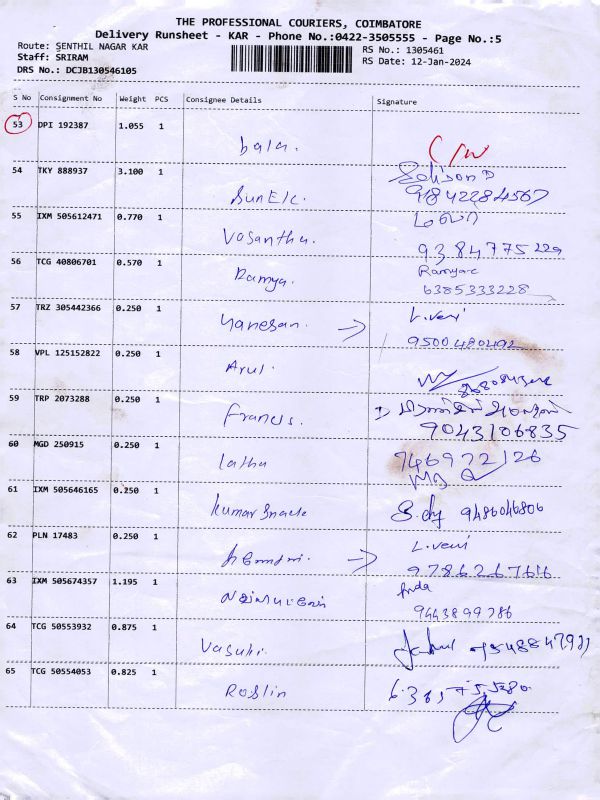 THE PROFESSIONAL COURIERS, COIMBATORE
Delivery Runsheet - KAR - Phone No.:0422-3505555 - Page No.:5
Route: SENTHIL NAGAR KAR RS No.: 1305461
Staff: SRIRAM RS Date: 12-Jan-2024
DRS No.: DCJB130546105
S No Consignment No Weight PCS Consignee Details Signature
53 DPI 192387 1.055 1
bala. C/W
54 TKY 888937 3.100 1
SunElc. 91842284567
55 IXM 505612471 0.770 1
Vasantha. 9384775229
56 TCG 40806701 0.570 1 Ramya
Ramya. 6385333228
57 TRZ 305442366 0.250 1 L.veni
Ganesan. 9500480492
58 VPL 125152822 0.250 1
Arul.
59 TRP 2073288 0.250 1
Francis. 9043106835
60 MGD 250915 0.250 1 7469722126
latha
61 IXM 505646165 0.250 1
kumar 9486046806
62 PLN 17483 0.250 1 L.veni
63 IXM 505674357 1.195 1
9443899786
64 TCG 50553932 0.875 1
Vasuki.
65 TCG 50554053 0.825 1
Roslin